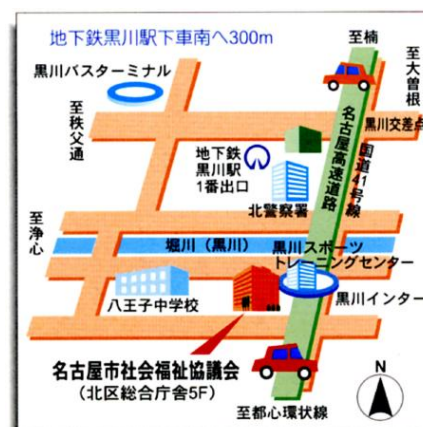 地下鉄黒川駅下車南へ300m
至楠
至大曽根
黒川バスターミナル
至秩父通
名古屋高速道路
国道41号線
黒川交差点
地下鉄
黒川駅
1番出口
北警察署
至浄心
堀川（黒川）
黒川スポーツ
トレーニングセンター
八王子中学校
黒川インター
名古屋市社会福祉協議会
（北区総合庁舎5F）
至都心環状線
N